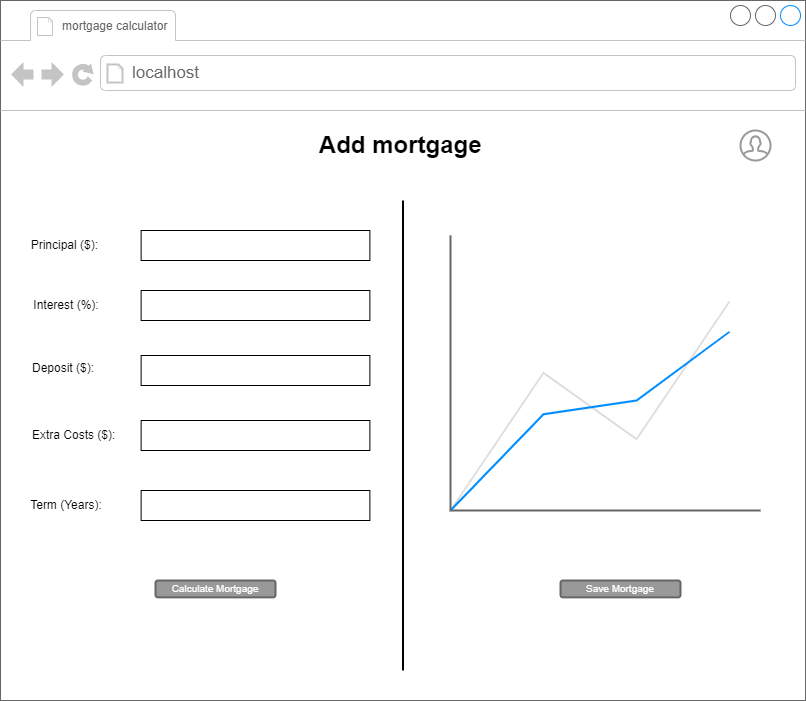 mortgage calculator
localhost
Add mortgage
Principal ($):
Interest (%):
Deposit ($):
Extra Costs ($):
Term (Years):
Calculate Mortgage
Save Mortgage